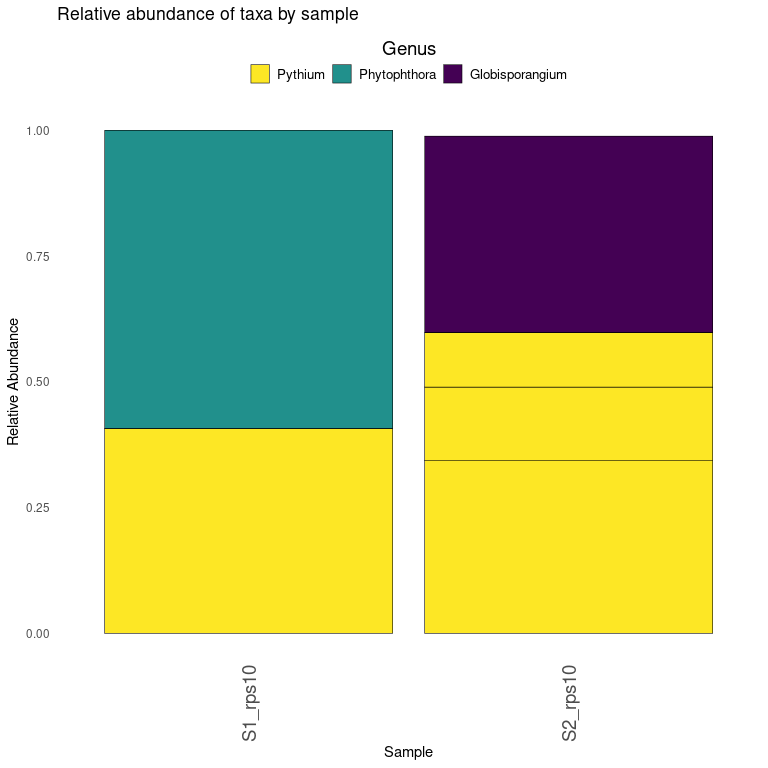 Relative abundance of taxa by sample
Genus
Pythium Phytophthora Globisporangium
1.00
0.75
0.50
0.25
0.00
Relative Abundance
S1_rps10
S2_rps10
Sample